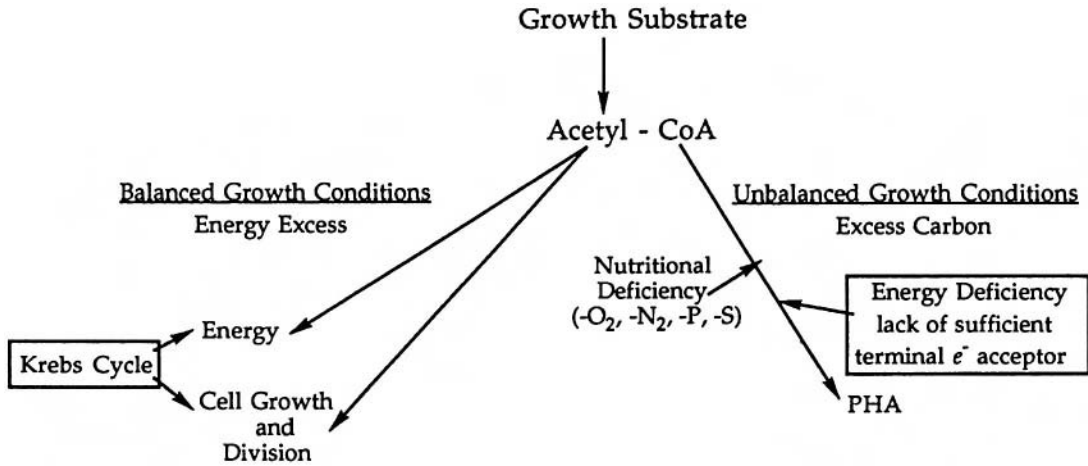 Growth Substrate
Acetyl - CoA
Balanced Growth Conditions
Energy Excess
Unbalanced Growth Conditions
Excess Carbon
Nutritional
Deficiency
(-O₂, -N₂, -P, -S)
Energy Deficiency
lack of sufficient
terminal e⁻ acceptor
Energy
Krebs Cycle
Cell Growth
and
Division
PHA